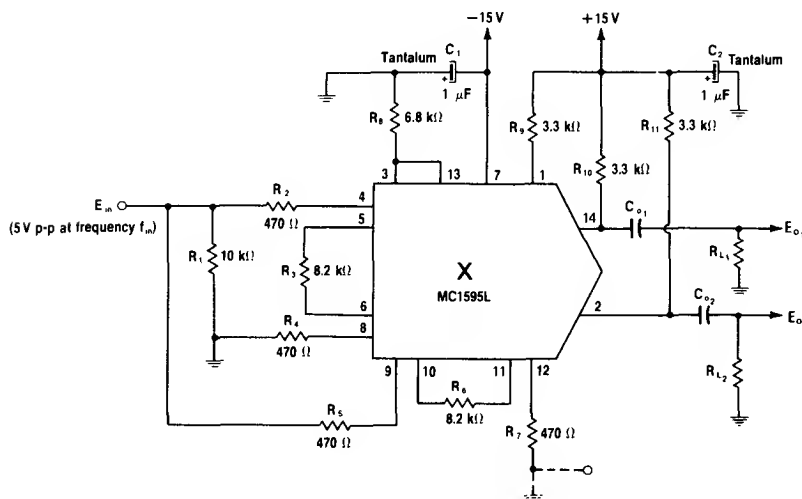 −15 V
+15 V
Tantalum
C1
+
1 μF
C2
Tantalum
+
1 μF
R8
6.8 kΩ
R9
3.3 kΩ
R10
3.3 kΩ
R11
3.3 kΩ
3
13
7
1
Ein
(5 V p-p at frequency fin)
R2
470 Ω
4
5
R1
10 kΩ
R3
8.2 kΩ
6
R4
470 Ω
8
X
MC1595L
14
Co1
Eo
RL1
2
Co2
Eo
RL2
9
10
11
12
R6
8.2 kΩ
R5
470 Ω
R7
470 Ω